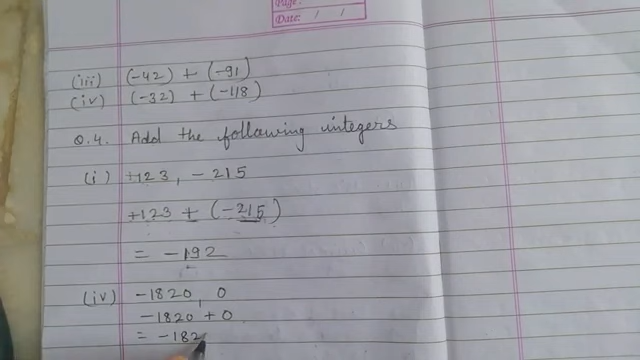 Page:
Date: / /
(iii) (-42) + (-91)
(iv) (-32) + (-118)
Q.4. Add the following integers
(i) +123, -215
+123 + (-215)
= -192
(iv) -1820, 0
-1820 + 0
= -182